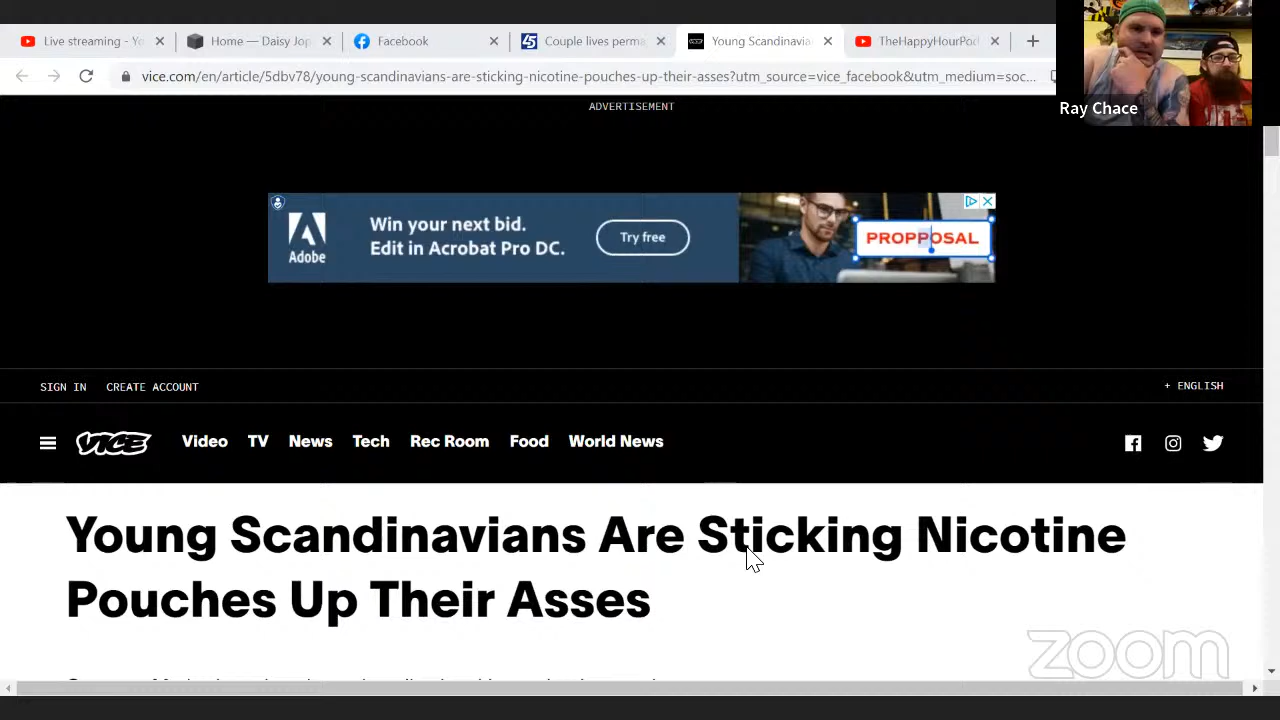 Live streaming - Yo
Home — Daisy Jop
Facebook
Couple lives perma
Young Scandinavia
TheHappyHourPod
vice.com/en/article/5dbv78/young-scandinavians-are-sticking-nicotine-pouches-up-their-asses?utm_source=vice_facebook&utm_medium=soc...
Ray Chace
ADVERTISEMENT
Adobe
Win your next bid.
Edit in Acrobat Pro DC.
Try free
PROPPOSAL
SIGN IN CREATE ACCOUNT
+ ENGLISH
VICE
Video TV News Tech Rec Room Food World News
Young Scandinavians Are Sticking Nicotine
Pouches Up Their Asses
zoom